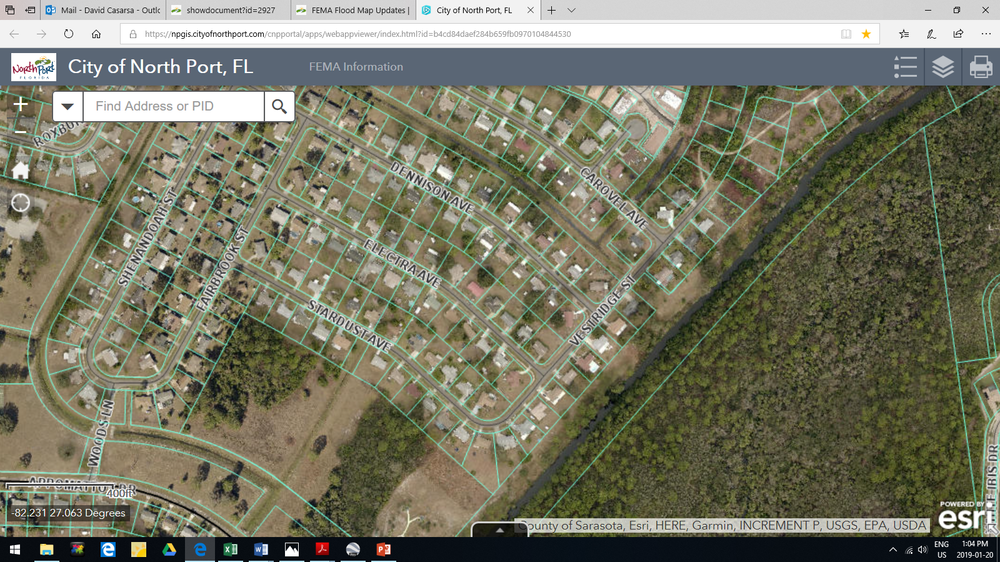 Mail - David Casarsa - Outlc
showdocument?id=2927
FEMA Flood Map Updates |
City of North Port, FL
https://npgis.cityofnorthport.com/cnpportal/apps/webappviewer/index.html?id=b4cd84daef284b659fb0970104844530
North Port
FLORIDA
City of North Port, FL
FEMA Information
Find Address or PID
ROXBU
DENNISON AVE
CAROVEL AVE
SHENANDOAH ST
FAIRBROOK ST
ELECTRA AVE
STARDUST AVE
VESTRIDGE ST
WOODS LN
400ft
-82.231 27.063 Degrees
IRIS DR
POWERED BY
esri
County of Sarasota, Esri, HERE, Garmin, INCREMENT P, USGS, EPA, USDA
ENG
US
1:04 PM
2019-01-20